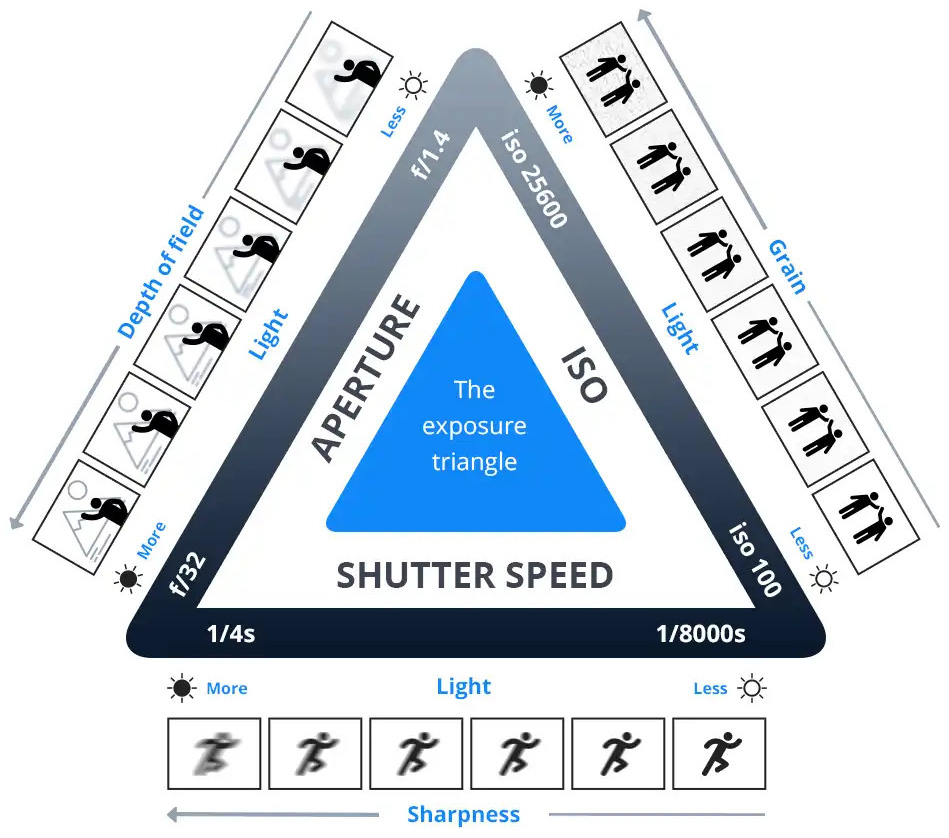 Less
More
f/1.4
iso 25600
Depth of field
Light
Light
Grain
APERTURE
ISO
The
exposure
triangle
More
Less
f/32
iso 100
SHUTTER SPEED
1/4s
1/8000s
More
Light
Less
Sharpness